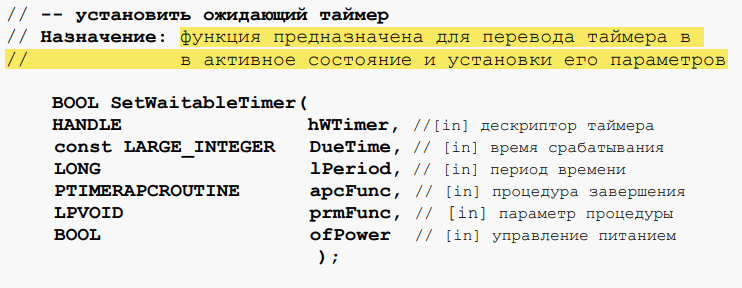 // -- установить ожидающий таймер
// Назначение: функция предназначена для перевода таймера в
// в активное состояние и установки его параметров
BOOL SetWaitableTimer(
HANDLE hWTimer, //[in] дескриптор таймера
const LARGE_INTEGER DueTime, // [in] время срабатывания
LONG lPeriod, // [in] период времени
PTIMERAPCROUTINE apcFunc, // [in] процедура завершения
LPVOID prmFunc, // [in] параметр процедуры
BOOL ofPower // [in] управление питанием
);